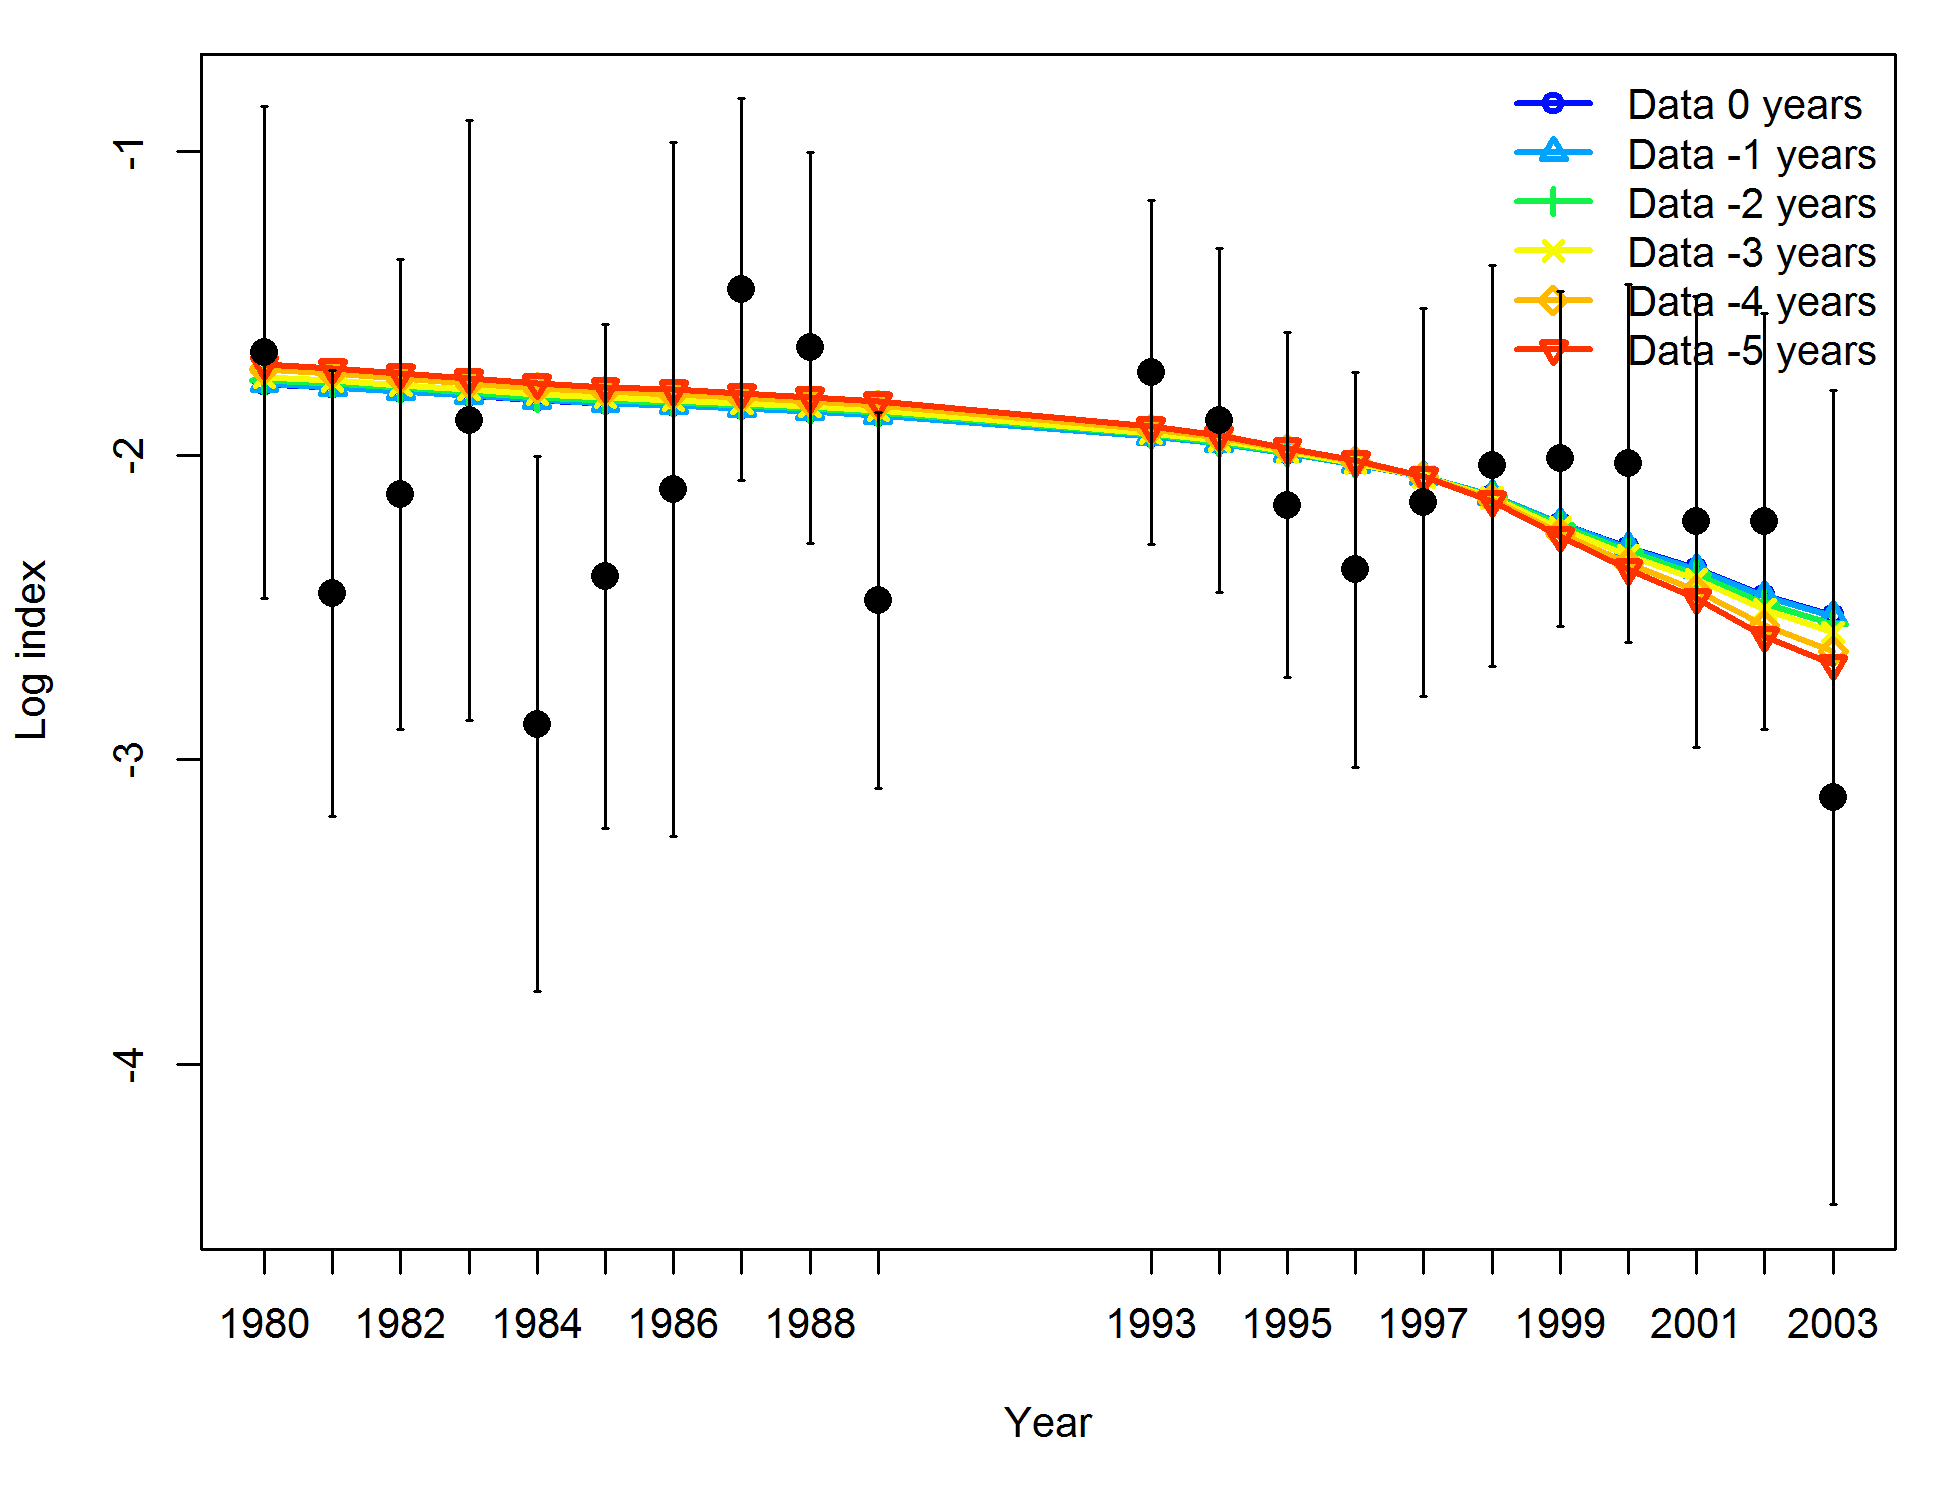 Data 0 years
Data -1 years
Data -2 years
Data -3 years
Data -4 years
Data -5 years
-1
-2
-3
-4
Log index
1980 1982 1984 1986 1988 1993 1995 1997 1999 2001 2003
Year